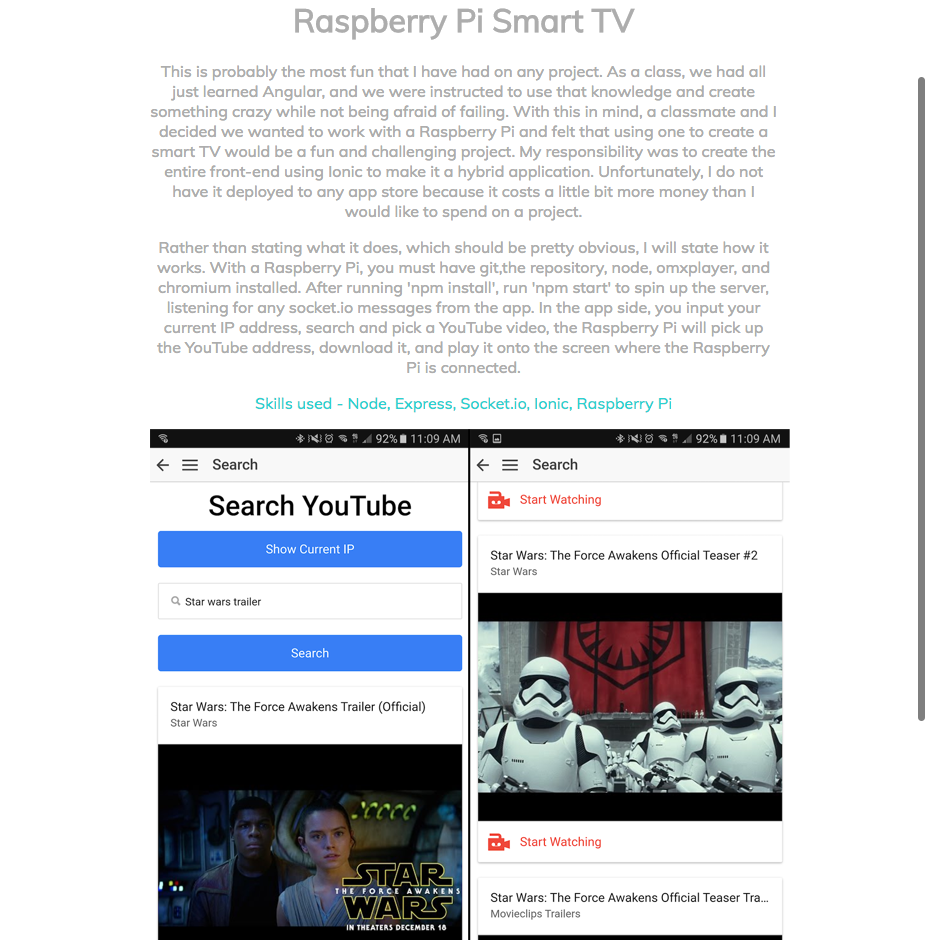 Raspberry Pi Smart TV
This is probably the most fun that I have had on any project. As a class, we had all
just learned Angular, and we were instructed to use that knowledge and create
something crazy while not being afraid of failing. With this in mind, a classmate and I
decided we wanted to work with a Raspberry Pi and felt that using one to create a
smart TV would be a fun and challenging project. My responsibility was to create the
entire front-end using Ionic to make it a hybrid application. Unfortunately, I do not
have it deployed to any app store because it costs a little bit more money than I
would like to spend on a project.
Rather than stating what it does, which should be pretty obvious, I will state how it
works. With a Raspberry Pi, you must have git,the repository, node, omxplayer, and
chromium installed. After running 'npm install', run 'npm start' to spin up the server,
listening for any socket.io messages from the app. In the app side, you input your
current IP address, search and pick a YouTube video, the Raspberry Pi will pick up
the YouTube address, download it, and play it onto the screen where the Raspberry
Pi is connected.
Skills used - Node, Express, Socket.io, Ionic, Raspberry Pi
92% 11:09 AM
Search
Search YouTube
Show Current IP
Star wars trailer
Search
Star Wars: The Force Awakens Trailer (Official)
Star Wars
STAR
THE FORCE AWAKENS
WARS
IN THEATERS DECEMBER 18
92% 11:09 AM
Search
Start Watching
Star Wars: The Force Awakens Official Teaser #2
Star Wars
Start Watching
Star Wars: The Force Awakens Official Teaser Tra...
Movieclips Trailers